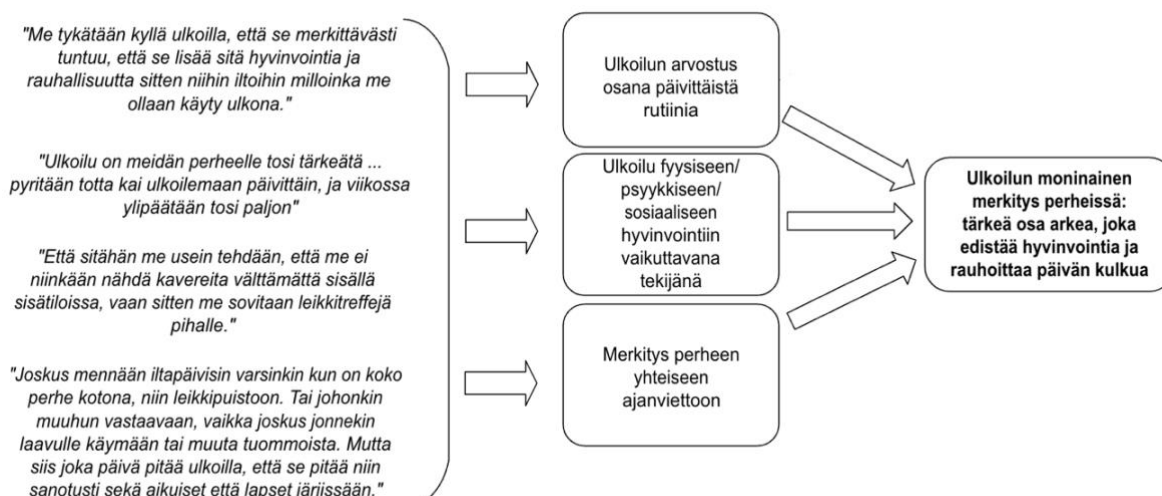 "Me tykätään kyllä ulkoilla, että se merkittävästi
tuntuu, että se lisää sitä hyvinvointia ja
rauhallisuutta sitten niihin iltoihin milloinka me
ollaan käyty ulkona."
"Ulkoilu on meidän perheelle tosi tärkeätä ...
pyritään totta kai ulkoilemaan päivittäin, ja viikossa
ylipäätään tosi paljon"
"Että sitähän me usein tehdään, että me ei
niinkään nähdä kavereita välttämättä sisällä
sisätiloissa, vaan sitten me sovitaan leikkitreffejä
pihalle."
"Joskus mennään iltapäivisin varsinkin kun on koko
perhe kotona, niin leikkipuistoon. Tai johonkin
muuhun vastaavaan, vaikka joskus jonnekin
laavulle käymään tai muuta tuommoista. Mutta
siis joka päivä pitää ulkoilla, että se pitää niin
sanotusti sekä aikuiset että lapset järjissään."
Ulkoilun arvostus
osana päivittäistä
rutiinia
Ulkoilu fyysiseen/
psyykkiseen/
sosiaaliseen
hyvinvointiin
vaikuttavana
tekijänä
Merkitys perheen
yhteiseen
ajanviettoon
Ulkoilun moninainen
merkitys perheissä:
tärkeä osa arkea, joka
edistää hyvinvointia ja
rauhoittaa päivän kulkua